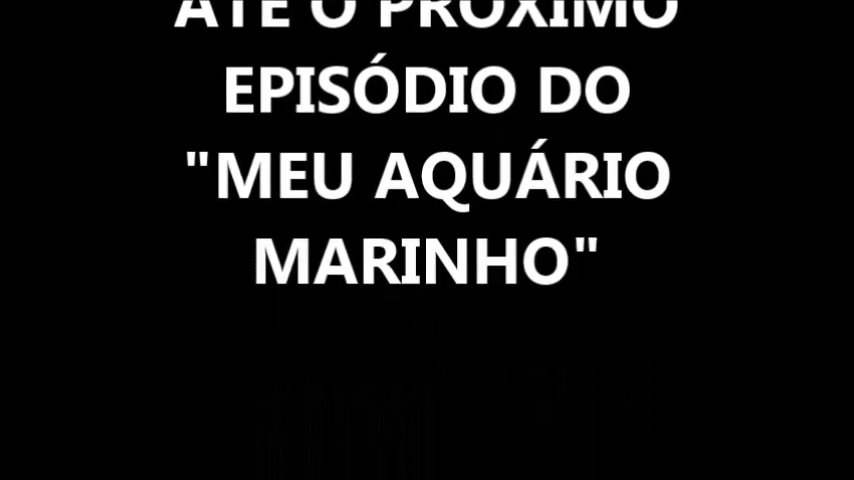 ATÉ O PRÓXIMO
EPISÓDIO DO
"MEU AQUÁRIO
MARINHO"